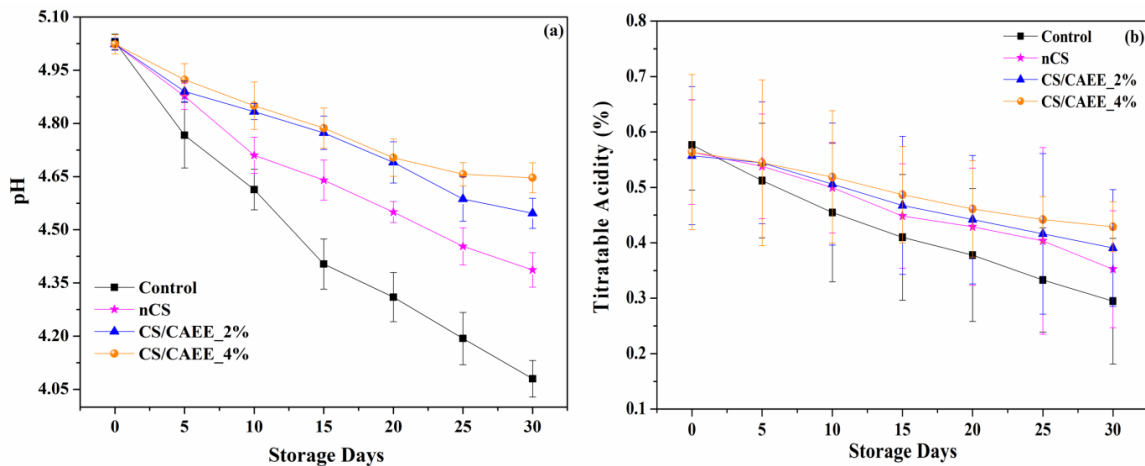 (a)
5.10
4.95
4.80
4.65
4.50
4.35
4.20
4.05
pH
Control
nCS
CS/CAEE_2%
CS/CAEE_4%
0 5 10 15 20 25 30
Storage Days
(b)
0.8
0.7
0.6
0.5
0.4
0.3
0.2
0.1
Titratable Acidity (%)
Control
nCS
CS/CAEE_2%
CS/CAEE_4%
0 5 10 15 20 25 30
Storage Days